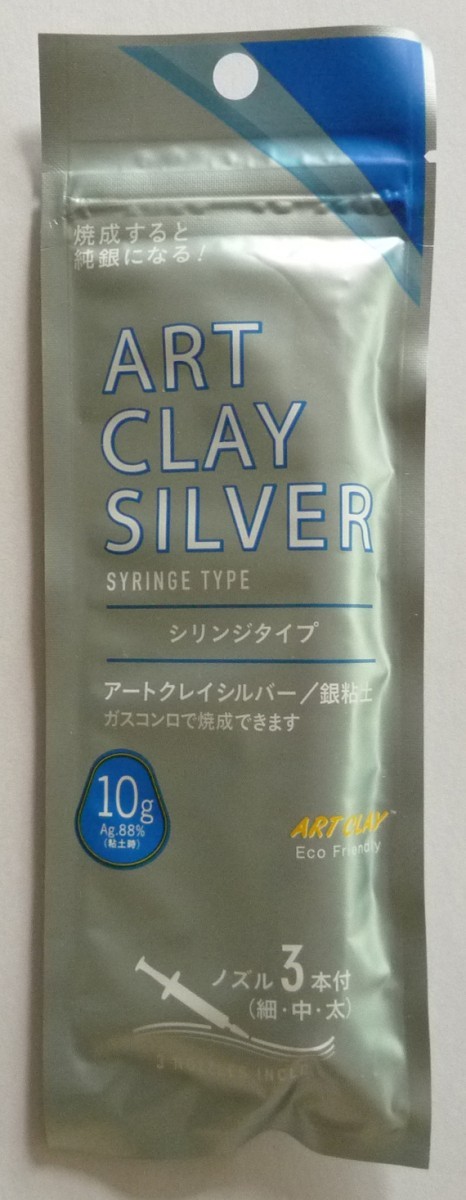 焼成すると
純銀になる！
ART
CLAY
SILVER
SYRINGE TYPE
シリンジタイプ
アートクレイシルバー／銀粘土
ガスコンロで焼成できます
10g
Ag.88%
（粘土時）
ART CLAY™
Eco Friendly
ノズル3本付
（細・中・太）
3 NOZZLES